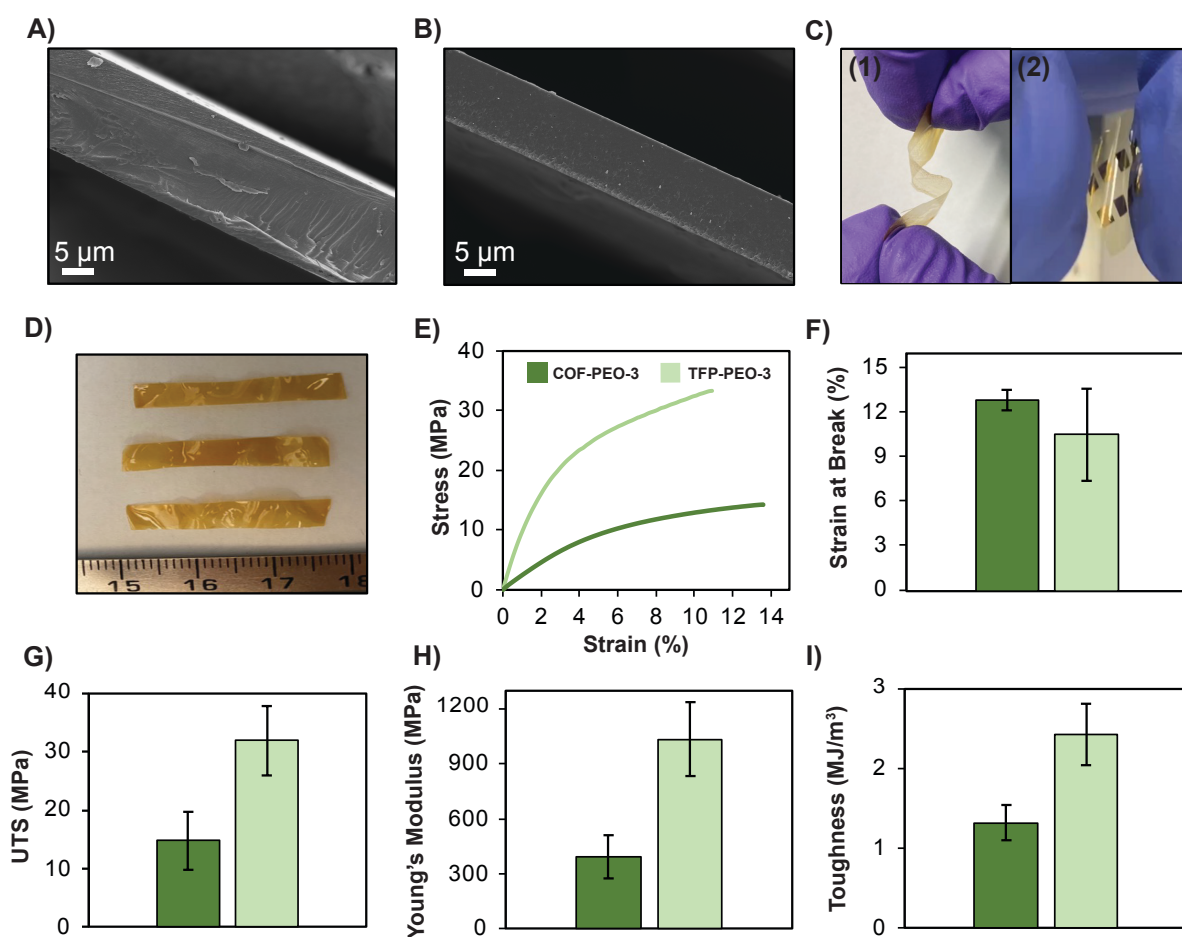 A)
5 µm
B)
5 µm
C)
(1)
(2)
D)
15 16 17 18
E)
Stress (MPa)
40
30
20
10
0
COF-PEO-3 TFP-PEO-3
0 2 4 6 8 10 12 14
Strain (%)
F)
Strain at Break (%)
15
12
9
6
3
0
G)
UTS (MPa)
40
30
20
10
0
H)
Young’s Modulus (MPa)
1200
900
600
300
0
I)
Toughness (MJ/m³)
3
2
1
0